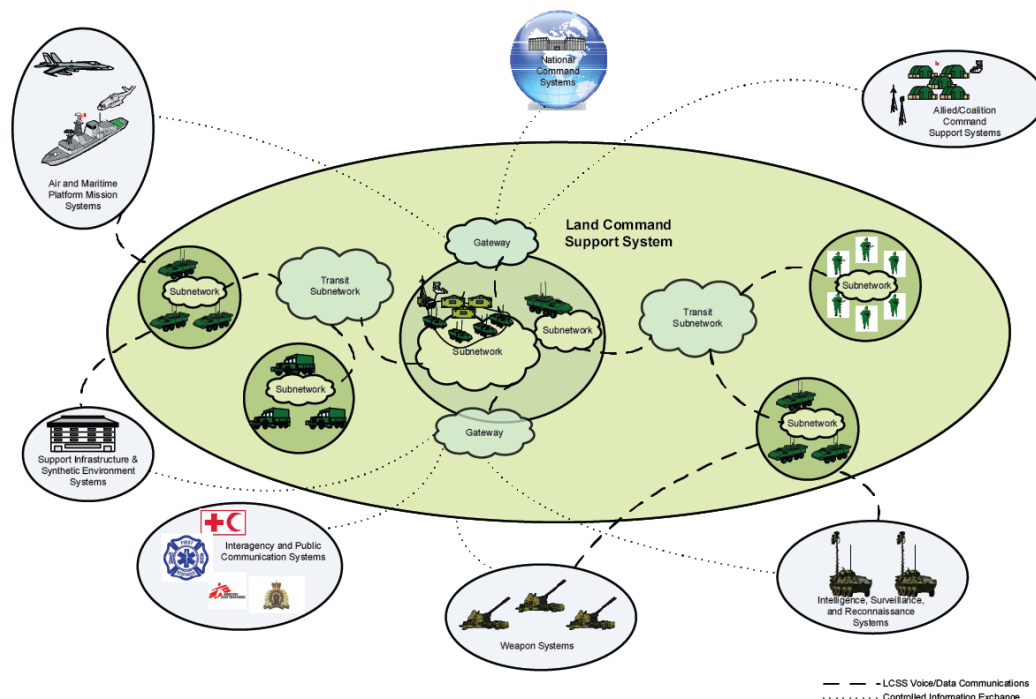 National
Command
Systems
Allied/Coalition
Command
Support Systems
Air and Maritime
Platform Mission
Systems
Land Command
Support System
Gateway
Subnetwork
Transit
Subnetwork
Subnetwork
Subnetwork
Transit
Subnetwork
Subnetwork
Subnetwork
Subnetwork
Gateway
Support Infrastructure &
Synthetic Environment
Systems
Interagency and Public
Communication Systems
FIRST
Weapon Systems
Intelligence, Surveillance,
and Reconnaissance
Systems
LCSS Voice/Data Communications
Controlled Information Exchange